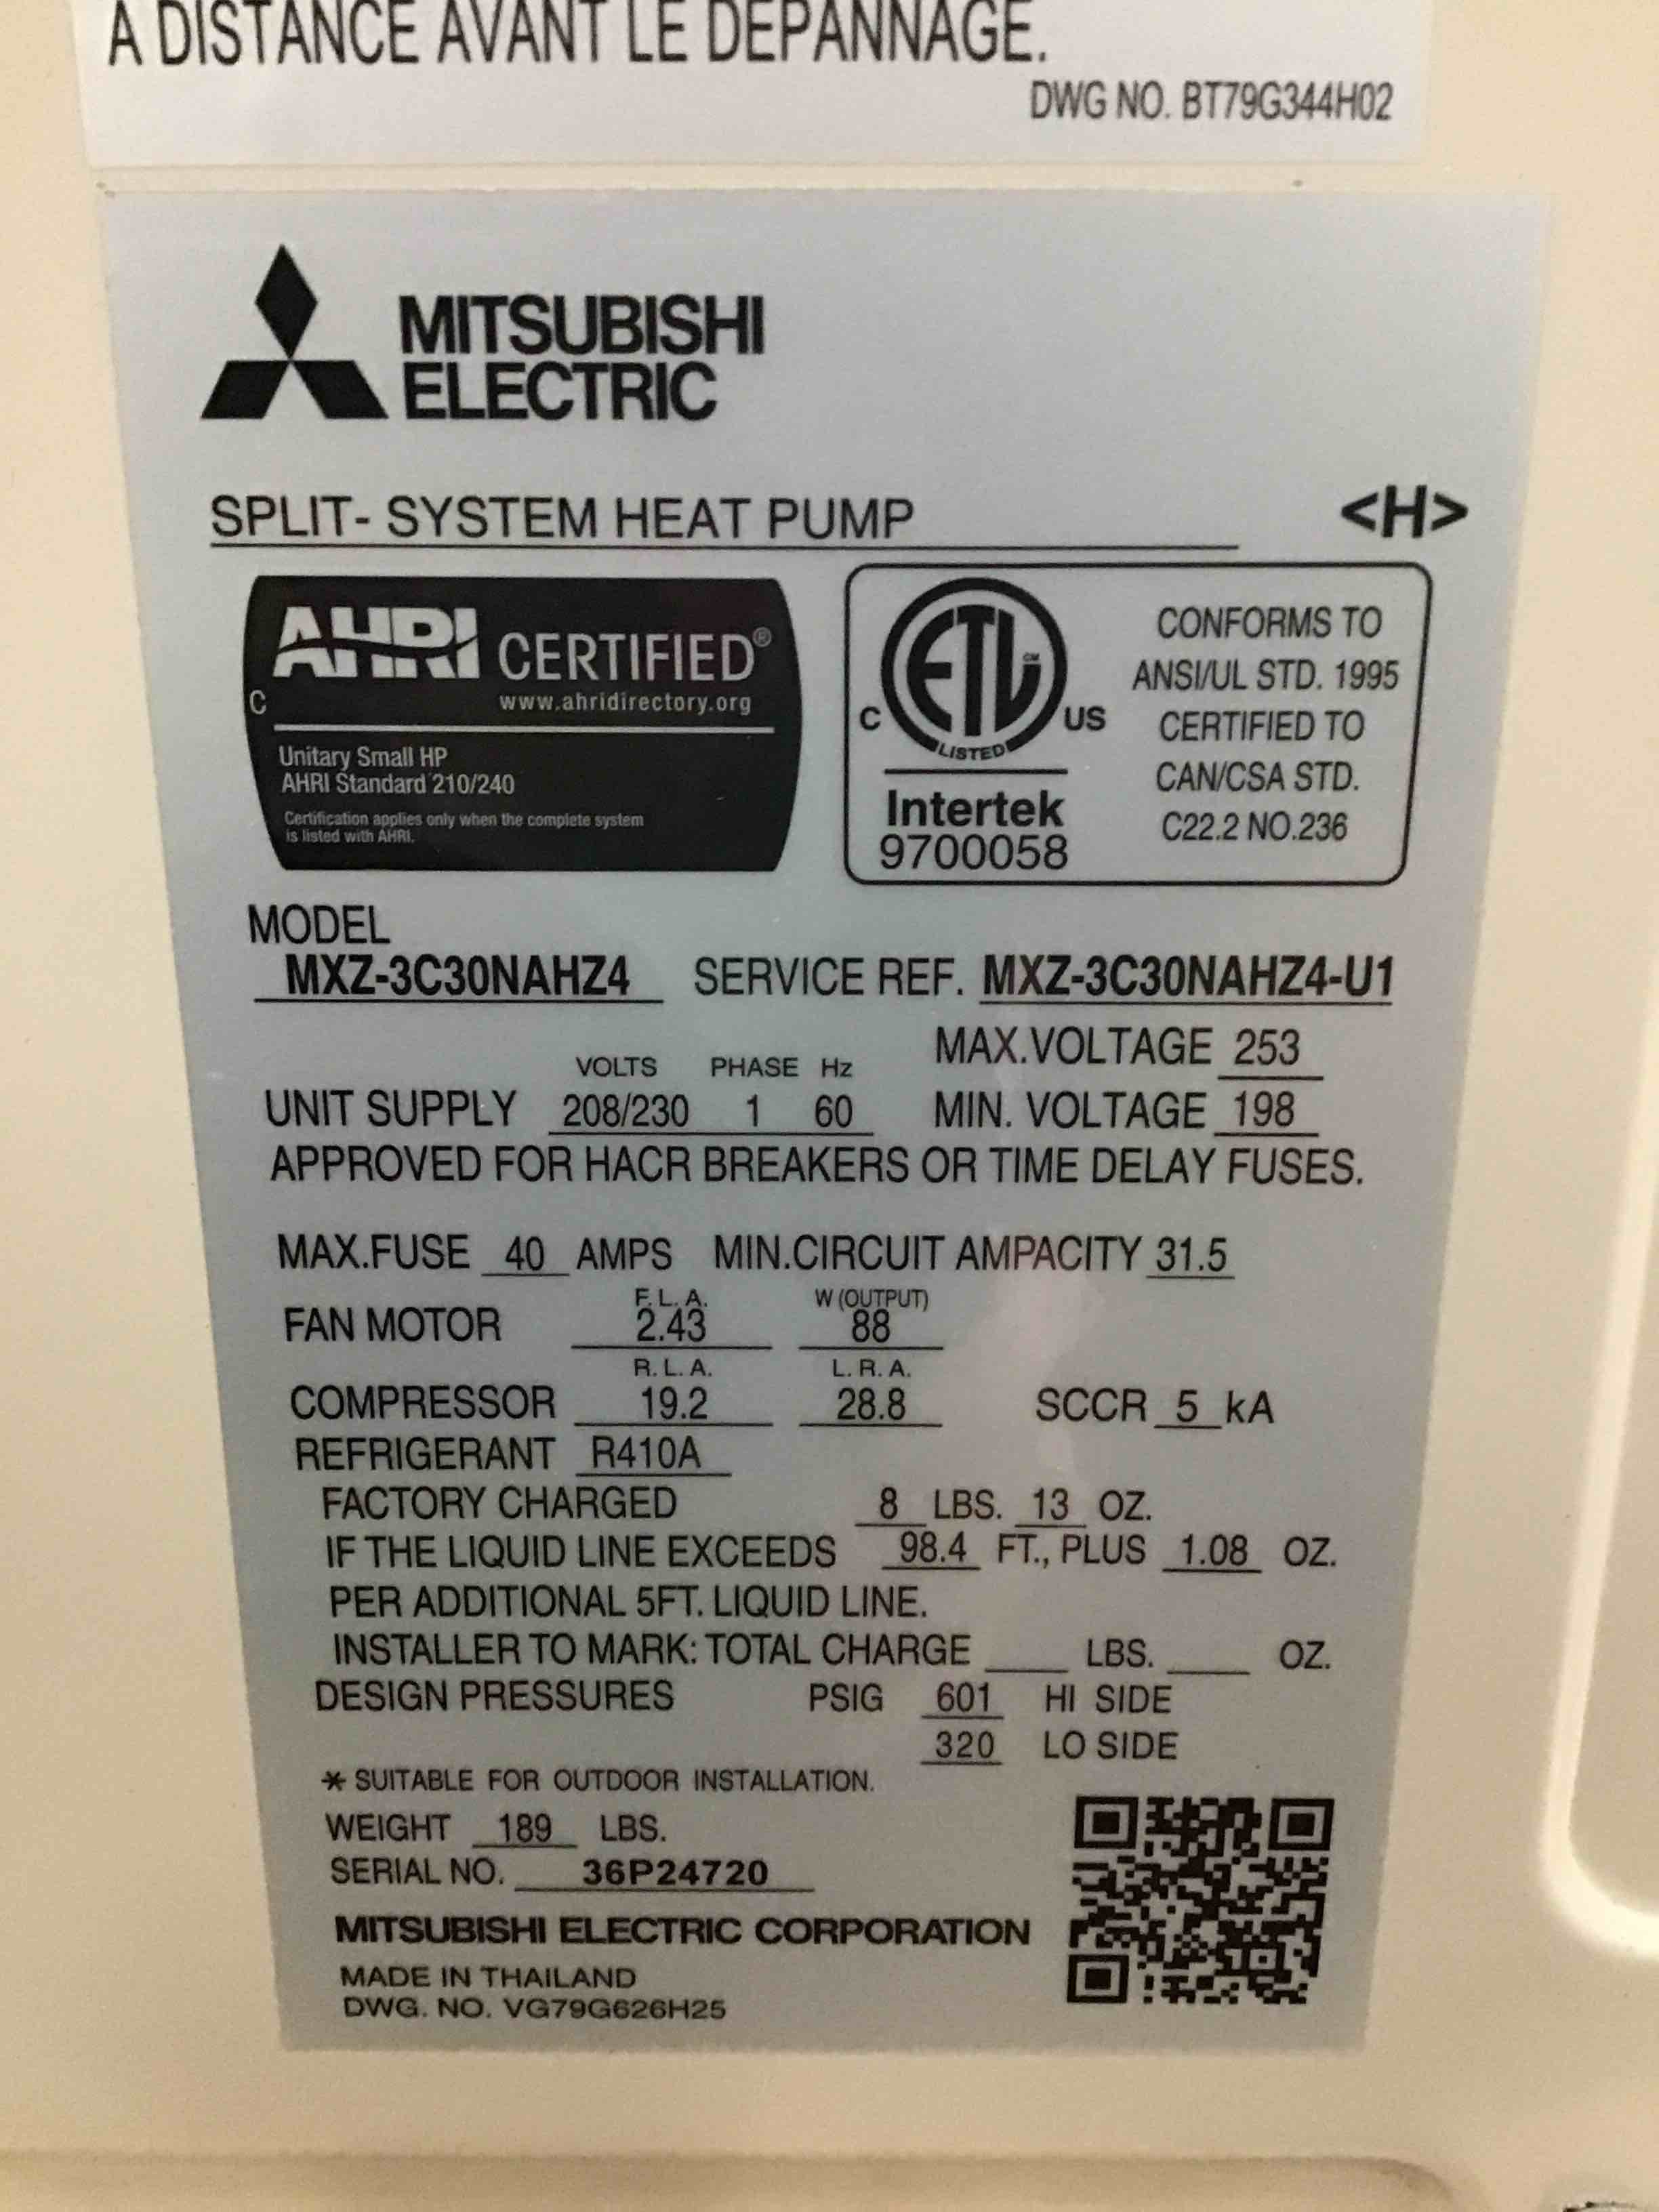 À DISTANCE AVANT LE DÉPANNAGE.
DWG NO. BT79G344H02
MITSUBISHI
ELECTRIC
SPLIT- SYSTEM HEAT PUMP <H>
AHRI CERTIFIED®
www.ahridirectory.org
C
Unitary Small HP
AHRI Standard 210/240
Certification applies only when the complete system
is listed with AHRI.
C ETL CM US
LISTED
Intertek
9700058
CONFORMS TO
ANSI/UL STD. 1995
CERTIFIED TO
CAN/CSA STD.
C22.2 NO.236
MODEL
MXZ-3C30NAHZ4 SERVICE REF. MXZ-3C30NAHZ4-U1
MAX.VOLTAGE 253
VOLTS PHASE Hz
UNIT SUPPLY 208/230 1 60 MIN. VOLTAGE 198
APPROVED FOR HACR BREAKERS OR TIME DELAY FUSES.
MAX.FUSE 40 AMPS MIN.CIRCUIT AMPACITY 31.5
F.L.A. W (OUTPUT)
FAN MOTOR 2.43 88
R.L.A. L.R.A.
COMPRESSOR 19.2 28.8 SCCR 5 kA
REFRIGERANT R410A
FACTORY CHARGED 8 LBS. 13 OZ.
IF THE LIQUID LINE EXCEEDS 98.4 FT., PLUS 1.08 OZ.
PER ADDITIONAL 5FT. LIQUID LINE.
INSTALLER TO MARK: TOTAL CHARGE ____ LBS. ____ OZ.
DESIGN PRESSURES PSIG 601 HI SIDE
320 LO SIDE
* SUITABLE FOR OUTDOOR INSTALLATION.
WEIGHT 189 LBS.
SERIAL NO. 36P24720
MITSUBISHI ELECTRIC CORPORATION
MADE IN THAILAND
DWG. NO. VG79G626H25